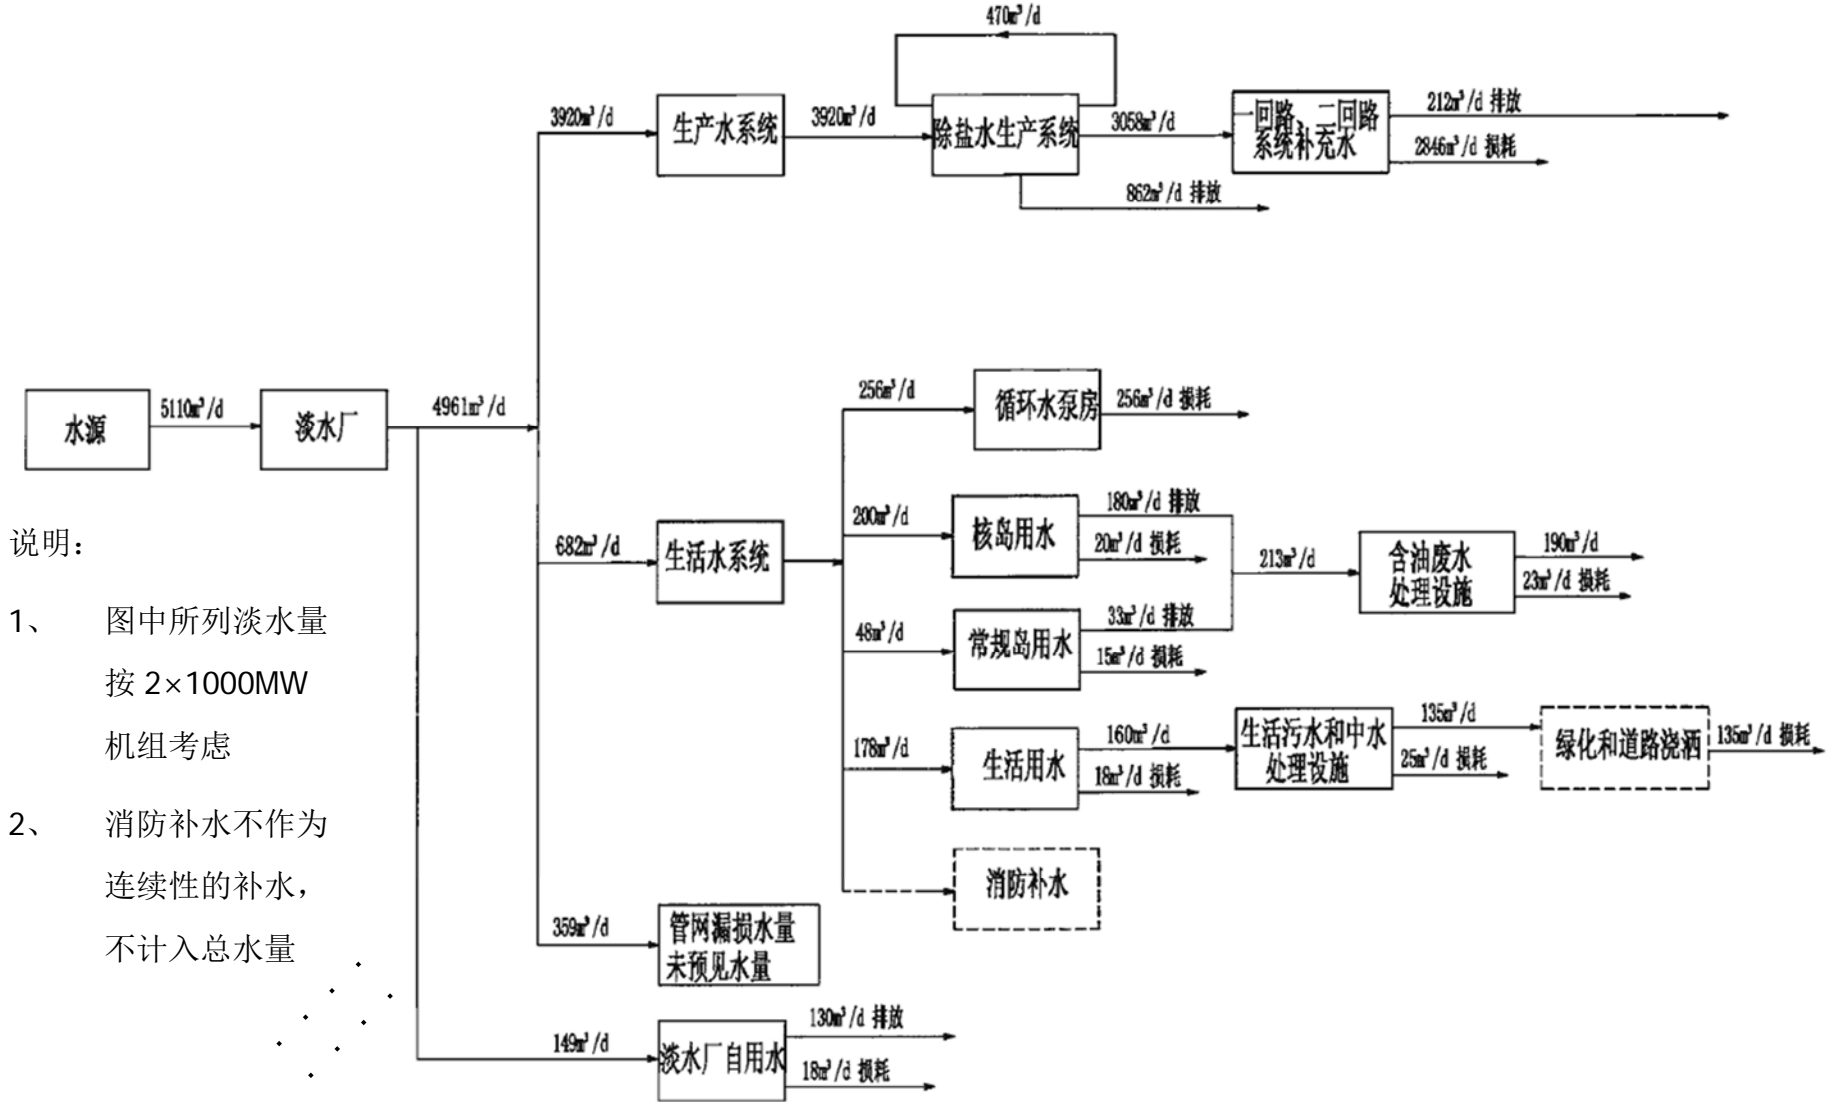 470m³/d
3920m³/d
生产水系统
3920m³/d
除盐水生产系统
3058m³/d
一回路、二回路
系统补充水
212m³/d 排放
2846m³/d 损耗
862m³/d 排放
水源
5110m³/d
淡水厂
4961m³/d
256m³/d
循环水泵房
256m³/d 损耗
682m³/d
生活水系统
200m³/d
核岛用水
180m³/d 排放
20m³/d 损耗
213m³/d
含油废水
处理设施
190m³/d
23m³/d 损耗
48m³/d
常规岛用水
33m³/d 排放
15m³/d 损耗
178m³/d
生活用水
160m³/d
18m³/d 损耗
生活污水和中水
处理设施
135m³/d
25m³/d 损耗
绿化和道路浇洒
135m³/d 损耗
消防补水
359m³/d
管网漏损水量
未预见水量
149m³/d
淡水厂自用水
130m³/d 排放
18m³/d 损耗
说明：
1、 图中所列淡水量
按 2×1000MW
机组考虑
2、 消防补水不作为
连续性的补水，
不计入总水量